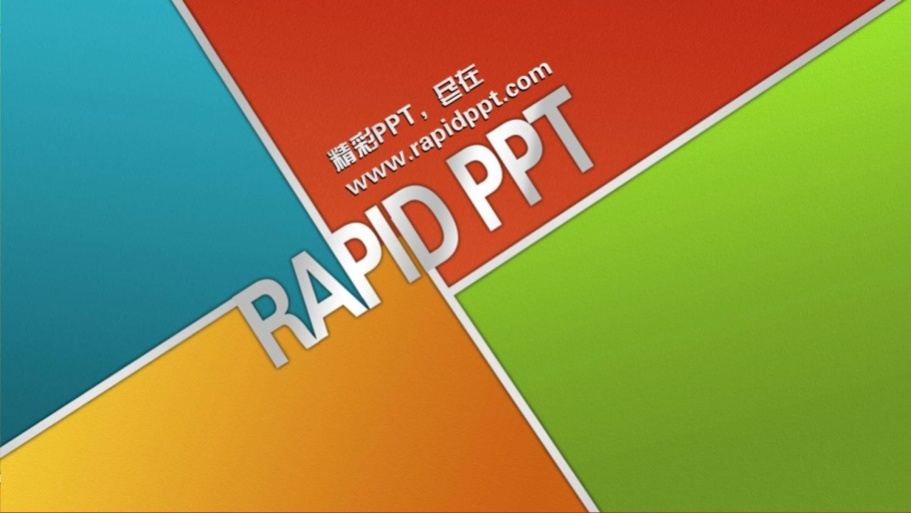 精彩PPT，尽在
www.rapidppt.com
RAPID PPT